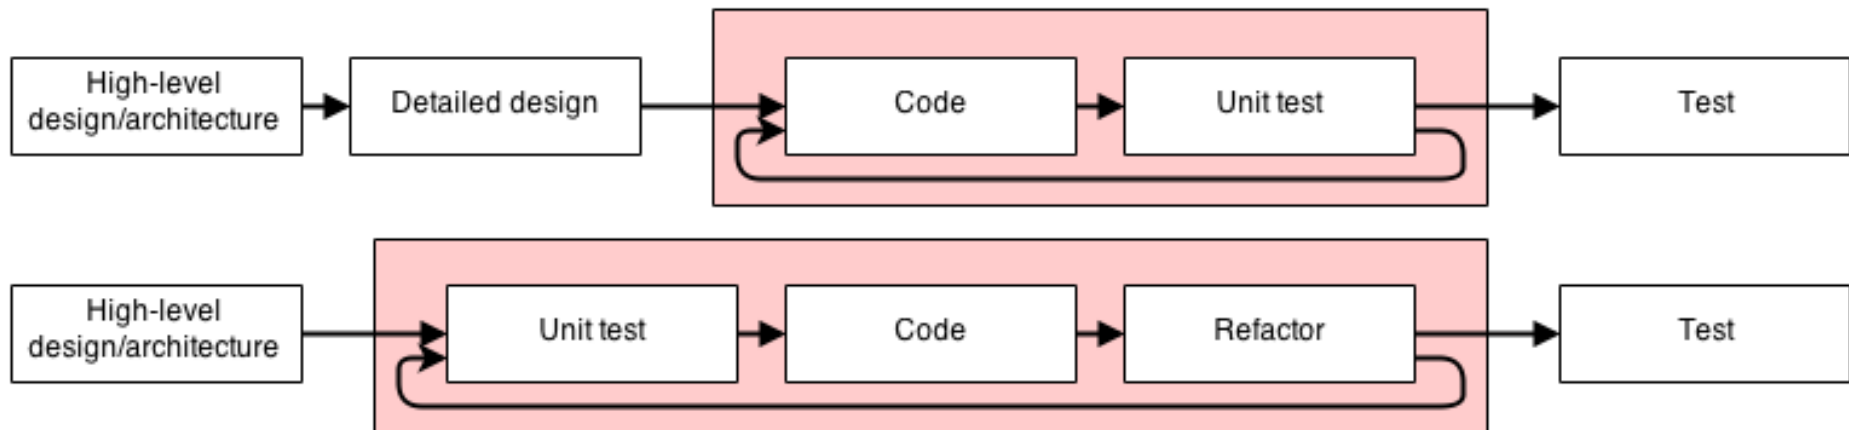 High-level
design/architecture
Detailed design
Code
Unit test
Test
High-level
design/architecture
Unit test
Code
Refactor
Test